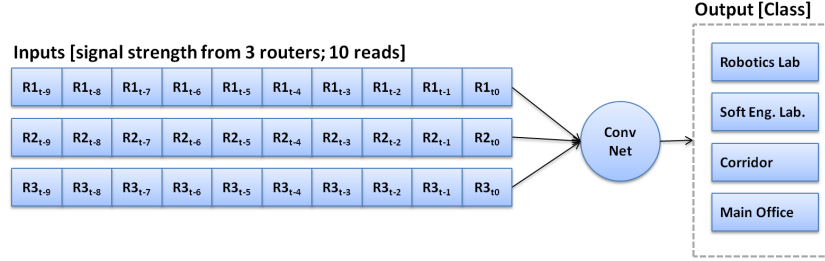 Output [Class]
Inputs [signal strength from 3 routers; 10 reads]
R1t-9 R1t-8 R1t-7 R1t-6 R1t-5 R1t-4 R1t-3 R1t-2 R1t-1 R1t0
R2t-9 R2t-8 R2t-7 R2t-6 R2t-5 R2t-4 R2t-3 R2t-2 R2t-1 R2t0
R3t-9 R3t-8 R3t-7 R3t-6 R3t-5 R3t-4 R3t-3 R3t-2 R3t-1 R3t0
Conv
Net
Robotics Lab
Soft Eng. Lab.
Corridor
Main Office